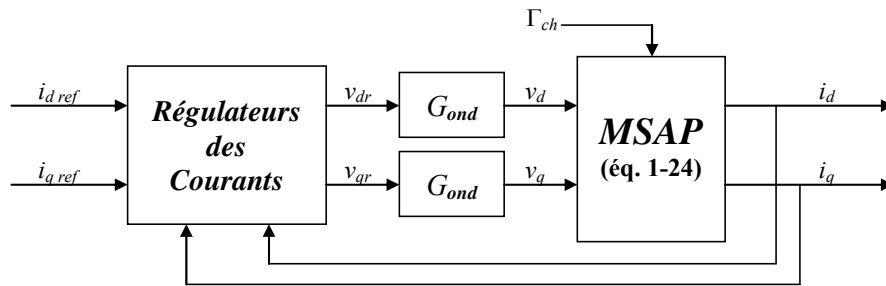 Γch
id ref
Régulateurs
des
Courants
vdr
Gond
vd
MSAP
(éq. 1-24)
id
iq ref
vqr
Gond
vq
iq